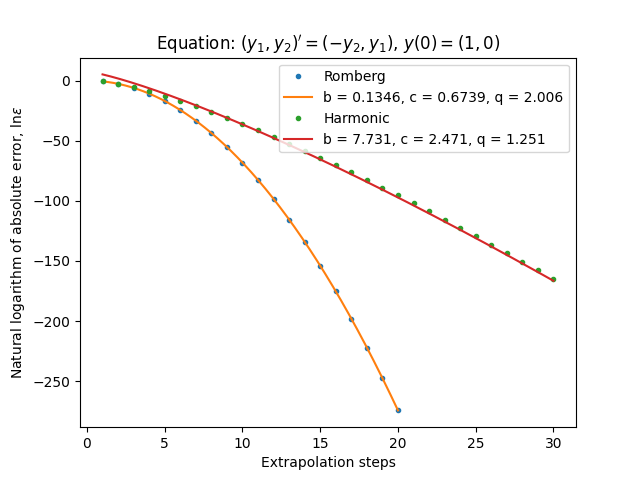 Equation: (y₁, y₂)′ = (−y₂, y₁), y(0) = (1, 0)
Romberg
b = 0.1346, c = 0.6739, q = 2.006
Harmonic
b = 7.731, c = 2.471, q = 1.251
Natural logarithm of absolute error, lnε
0
−50
−100
−150
−200
−250
0 5 10 15 20 25 30
Extrapolation steps